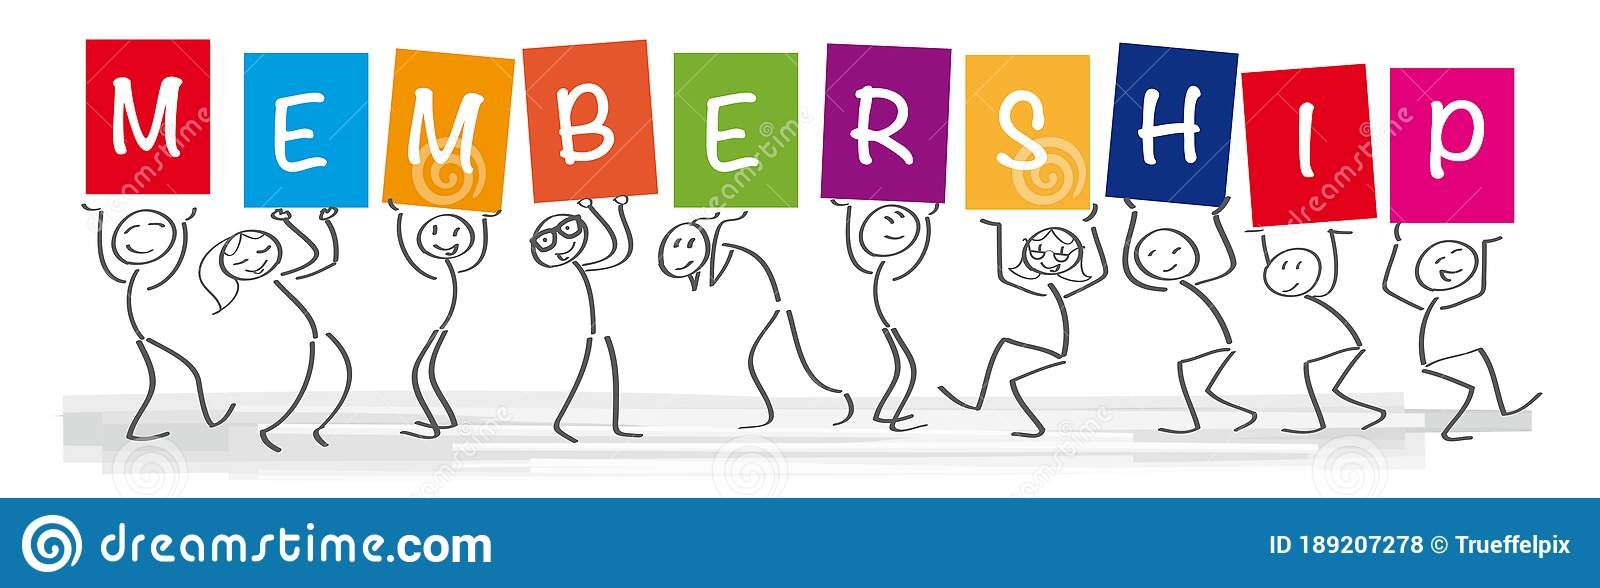 MEMBERSHIP
dreamstime.com
ID 189207278 © Trueffelpix